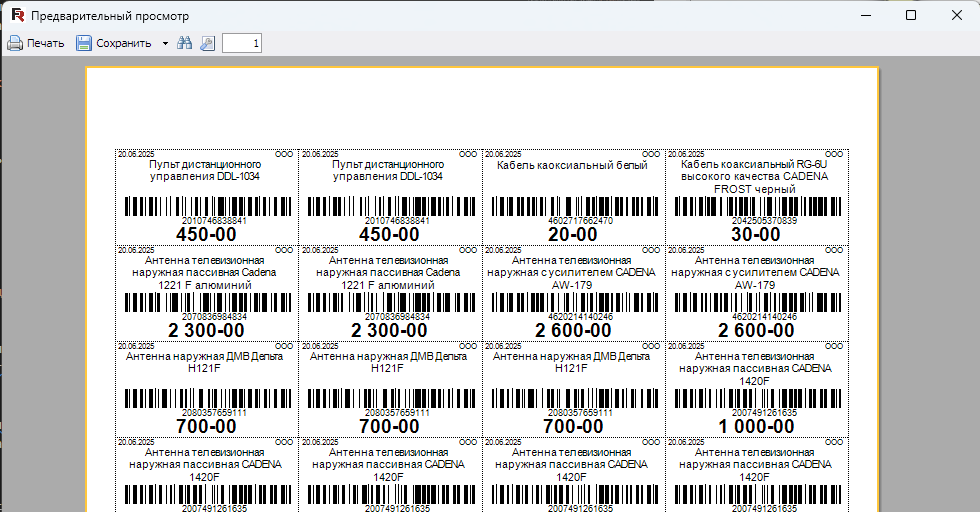 FR Предварительный просмотр
Печать Сохранить 1
20.06.2025 ООО 20.06.2025 ООО 20.06.2025 ООО 20.06.2025 ООО
Пульт дистанционного
управления DDL-1034
2010746838841
450-00
Пульт дистанционного
управления DDL-1034
2010746838841
450-00
Кабель каоксиальный белый
4602717662470
20-00
Кабель коаксиальный RG-6U
высокого качества CADENA
FROST черный
2042505370839
30-00
20.06.2025 ООО 20.06.2025 ООО 20.06.2025 ООО 20.06.2025 ООО
Антенна телевизионная
наружная пассивная Cadena
1221 F алюминий
2070836984834
2 300-00
Антенна телевизионная
наружная пассивная Cadena
1221 F алюминий
2070836984834
2 300-00
Антенна телевизионная
наружная с усилителем CADENA
AW-179
4620214140246
2 600-00
Антенна телевизионная
наружная с усилителем CADENA
AW-179
4620214140246
2 600-00
20.06.2025 ООО 20.06.2025 ООО 20.06.2025 ООО 20.06.2025 ООО
Антенна наружная ДМВ Дельта
Н121F
2080357659111
700-00
Антенна наружная ДМВ Дельта
Н121F
2080357659111
700-00
Антенна наружная ДМВ Дельта
Н121F
2080357659111
700-00
Антенна телевизионная
наружная пассивная CADENA
1420F
2007491261635
1 000-00
20.06.2025 ООО 20.06.2025 ООО 20.06.2025 ООО 20.06.2025 ООО
Антенна телевизионная
наружная пассивная CADENA
1420F
2007491261635
Антенна телевизионная
наружная пассивная CADENA
1420F
2007491261635
Антенна телевизионная
наружная пассивная CADENA
1420F
2007491261635
Антенна телевизионная
наружная пассивная CADENA
1420F
2007491261635